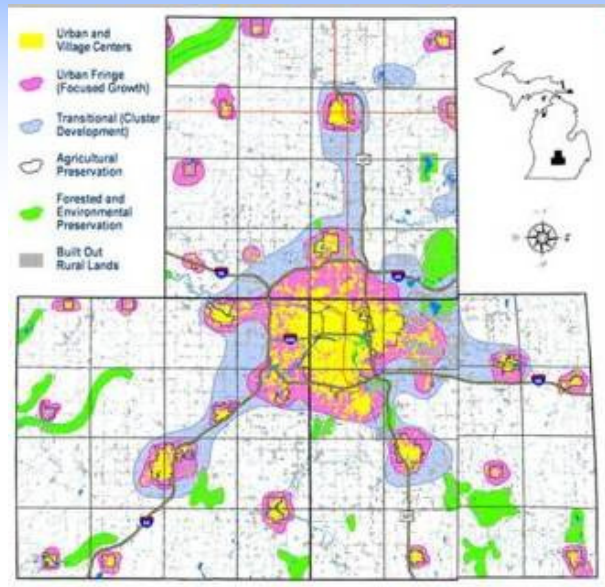 Urban and
Village Centers
Urban Fringe
(Focused Growth)
Transitional (Cluster
Development)
Agricultural
Preservation
Forested and
Environmental
Preservation
Built Out
Rural Lands